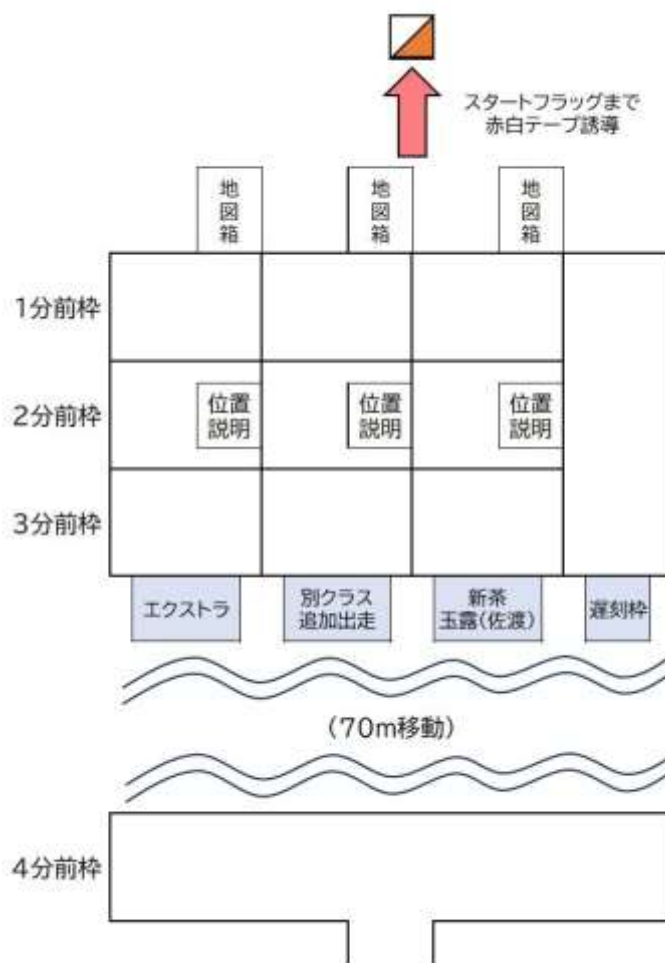 スタートフラッグまで
赤白テープ誘導
地図箱
地図箱
地図箱
1分前枠
2分前枠
位置
説明
位置
説明
位置
説明
3分前枠
エクストラ
別クラス
追加出走
新茶
玉露(佐渡)
遅刻枠
(70m移動)
4分前枠